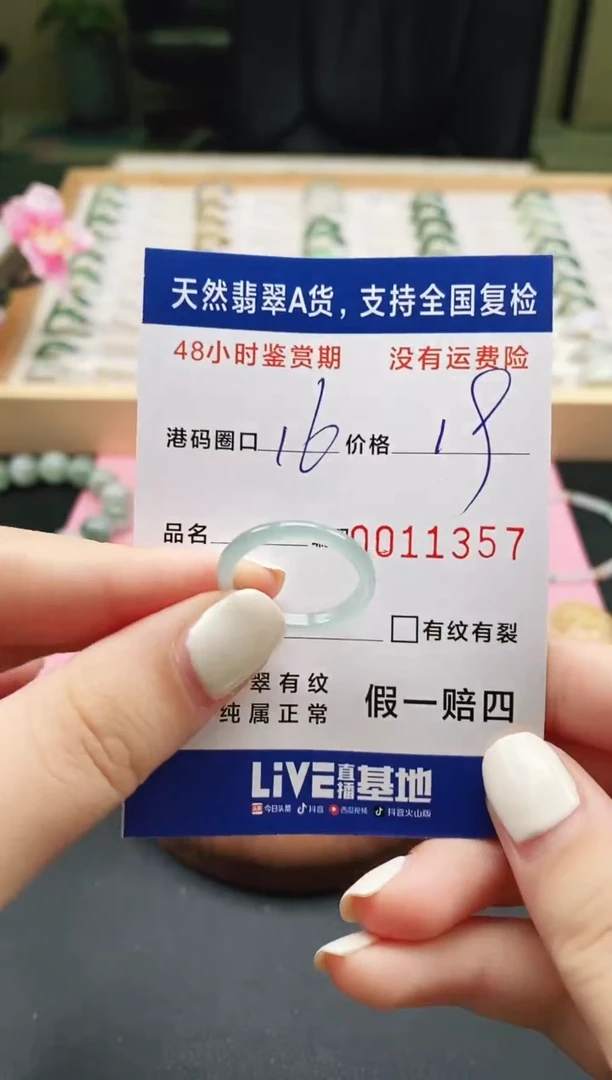 天然翡翠A货，支持全国复检
48小时鉴赏期 没有运费险
港码圈口 16 价格 19
品名 0011357
□有纹有裂
翠有纹
纯属正常
假一赔四
LiVE直播基地
今日头条 抖音 西瓜视频 抖音火山版